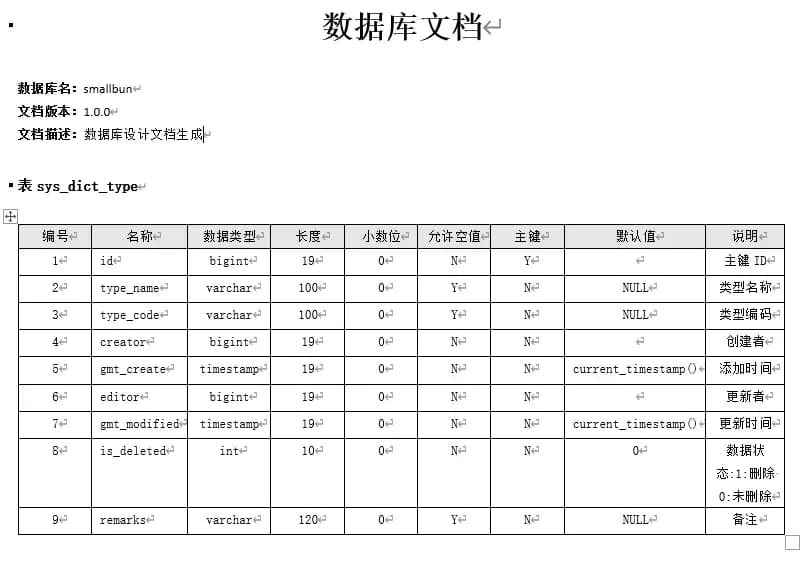 数据库文档
数据库名: smallbun
文档版本: 1.0.0
文档描述: 数据库设计文档生成
表 sys_dict_type
编号 名称 数据类型 长度 小数位 允许空值 主键 默认值 说明
1 id bigint 19 0 N Y 主键 ID
2 type_name varchar 100 0 Y N NULL 类型名称
3 type_code varchar 100 0 Y N NULL 类型编码
4 creator bigint 19 0 N N 创建者
5 gmt_create timestamp 19 0 N N current_timestamp() 添加时间
6 editor bigint 19 0 N N 更新者
7 gmt_modified timestamp 19 0 N N current_timestamp() 更新时间
8 is_deleted int 10 0 N N 0 数据状
态:1:删除
0:未删除
9 remarks varchar 120 0 Y N NULL 备注